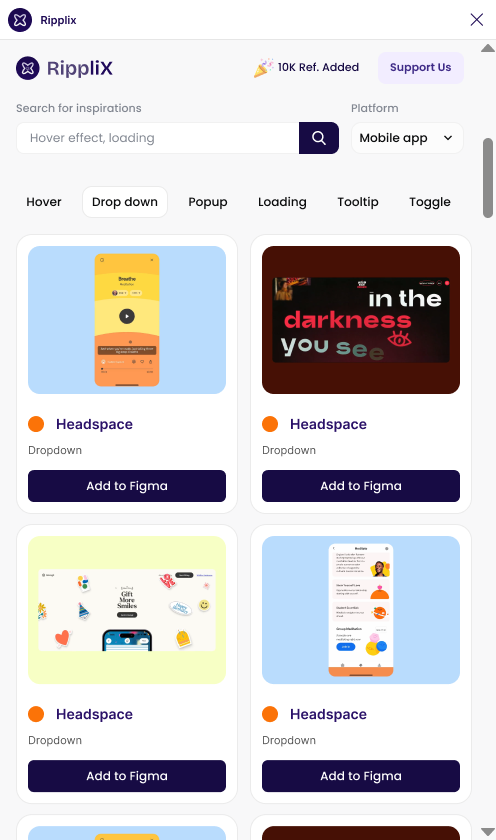 Ripplix
RippliX
10K Ref. Added
Support Us
Search for inspirations
Platform
Hover effect, loading
Mobile app
Hover
Drop down
Popup
Loading
Tooltip
Toggle
in the
darkness
you see
Headspace
Dropdown
Add to Figma
Headspace
Dropdown
Add to Figma
Gift
More
Smiles
Headspace
Dropdown
Add to Figma
Headspace
Dropdown
Add to Figma